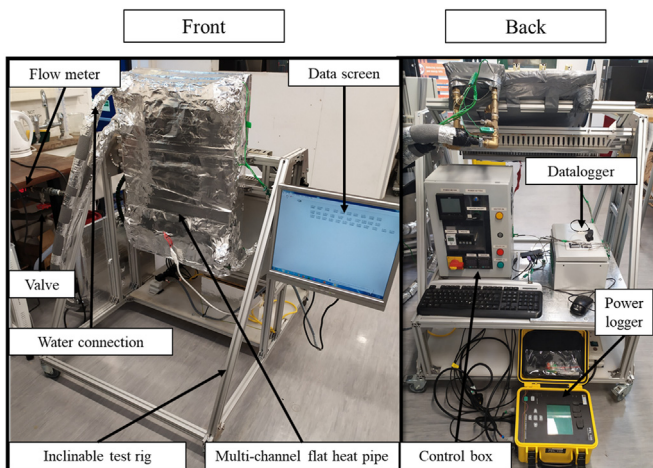 Front
Back
Flow meter
Data screen
Datalogger
Valve
Power
logger
Water connection
Inclinable test rig
Multi-channel flat heat pipe
Control box